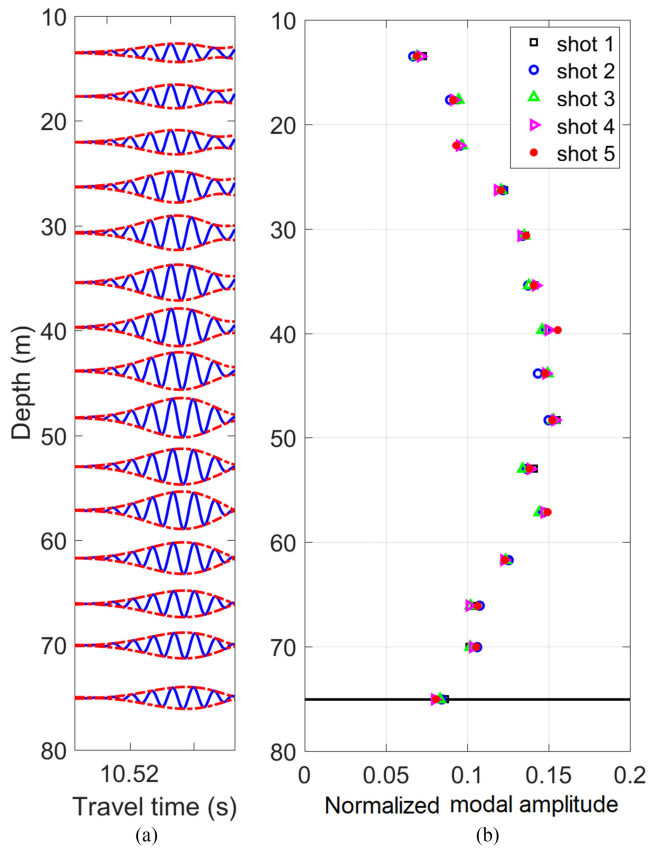 10
20
30
40
50
60
70
80
Depth (m)
10.52
Travel time (s)
(a)
10
20
30
40
50
60
70
80
0
0.05
0.1
0.15
0.2
Normalized modal amplitude
(b)
shot 1
shot 2
shot 3
shot 4
shot 5